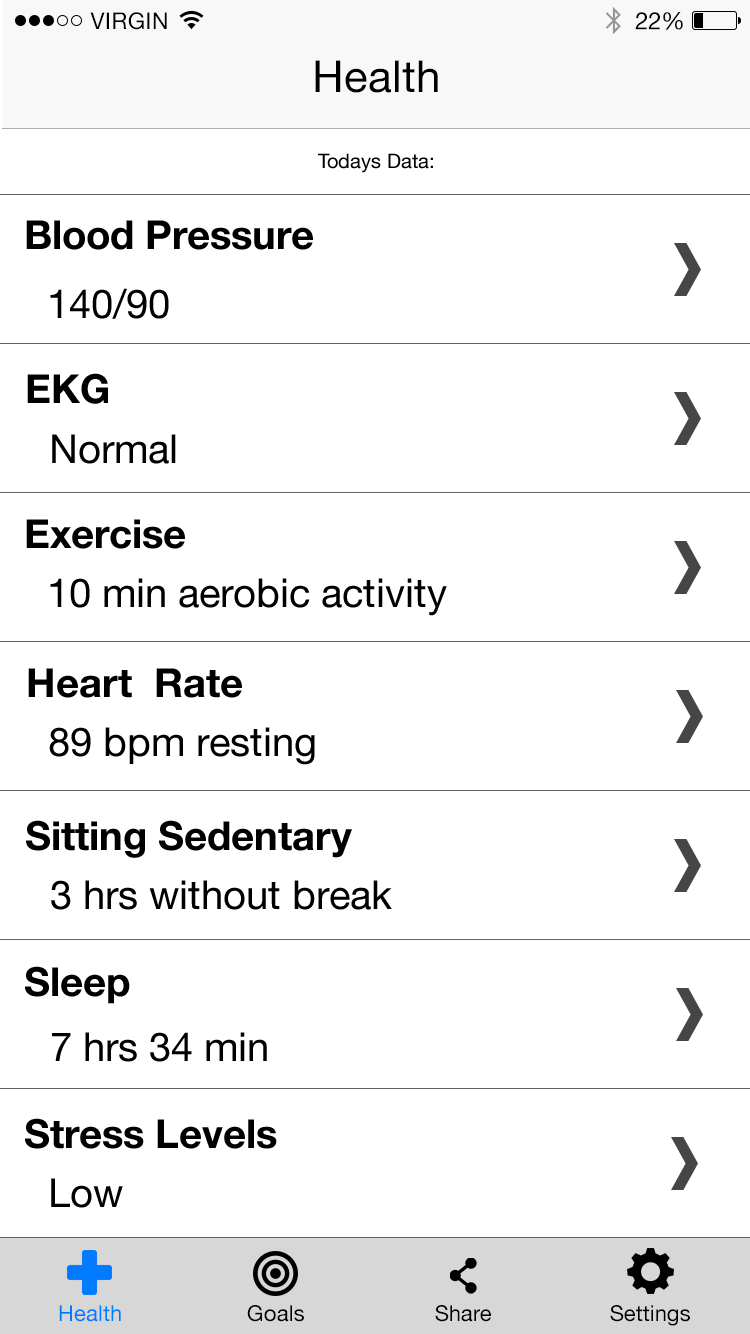 VIRGIN 22%
Health
Todays Data:
Blood Pressure
140/90
EKG
Normal
Exercise
10 min aerobic activity
Heart  Rate
89 bpm resting
Sitting Sedentary
3 hrs without break
Sleep
7 hrs 34 min
Stress Levels
Low
Health Goals Share Settings